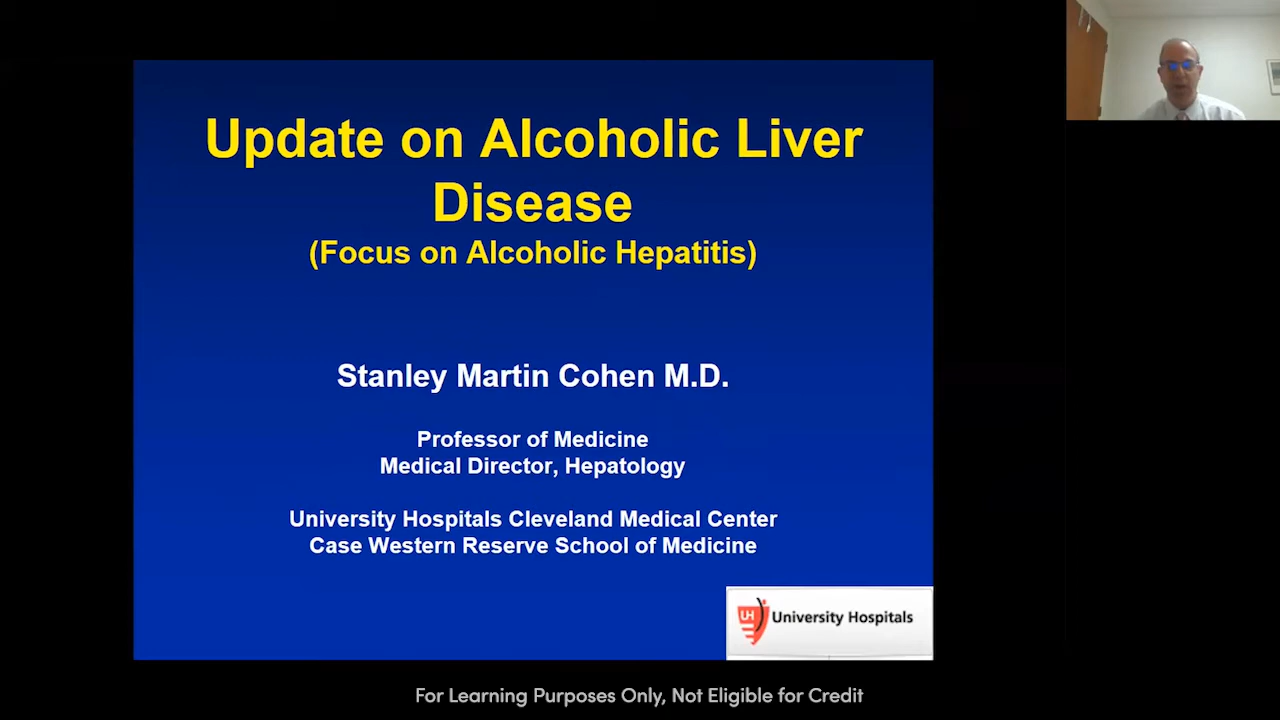 Update on Alcoholic Liver
Disease
(Focus on Alcoholic Hepatitis)
Stanley Martin Cohen M.D.
Professor of Medicine
Medical Director, Hepatology
University Hospitals Cleveland Medical Center
Case Western Reserve School of Medicine
UH University Hospitals
For Learning Purposes Only, Not Eligible for Credit